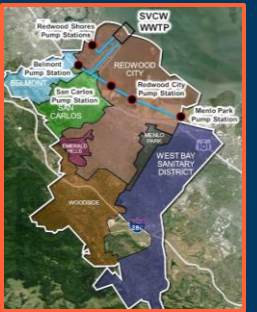 SVCW
WWTP
Redwood Shores
Pump Stations
Belmont
Pump Station
REDWOOD
CITY
BELMONT
San Carlos
Pump Station
Redwood City
Pump Station
SAN
CARLOS
Menlo Park
Pump Station
MENLO
PARK
101
EMERALD
HILLS
WEST BAY
SANITARY
DISTRICT
WOODSIDE
280